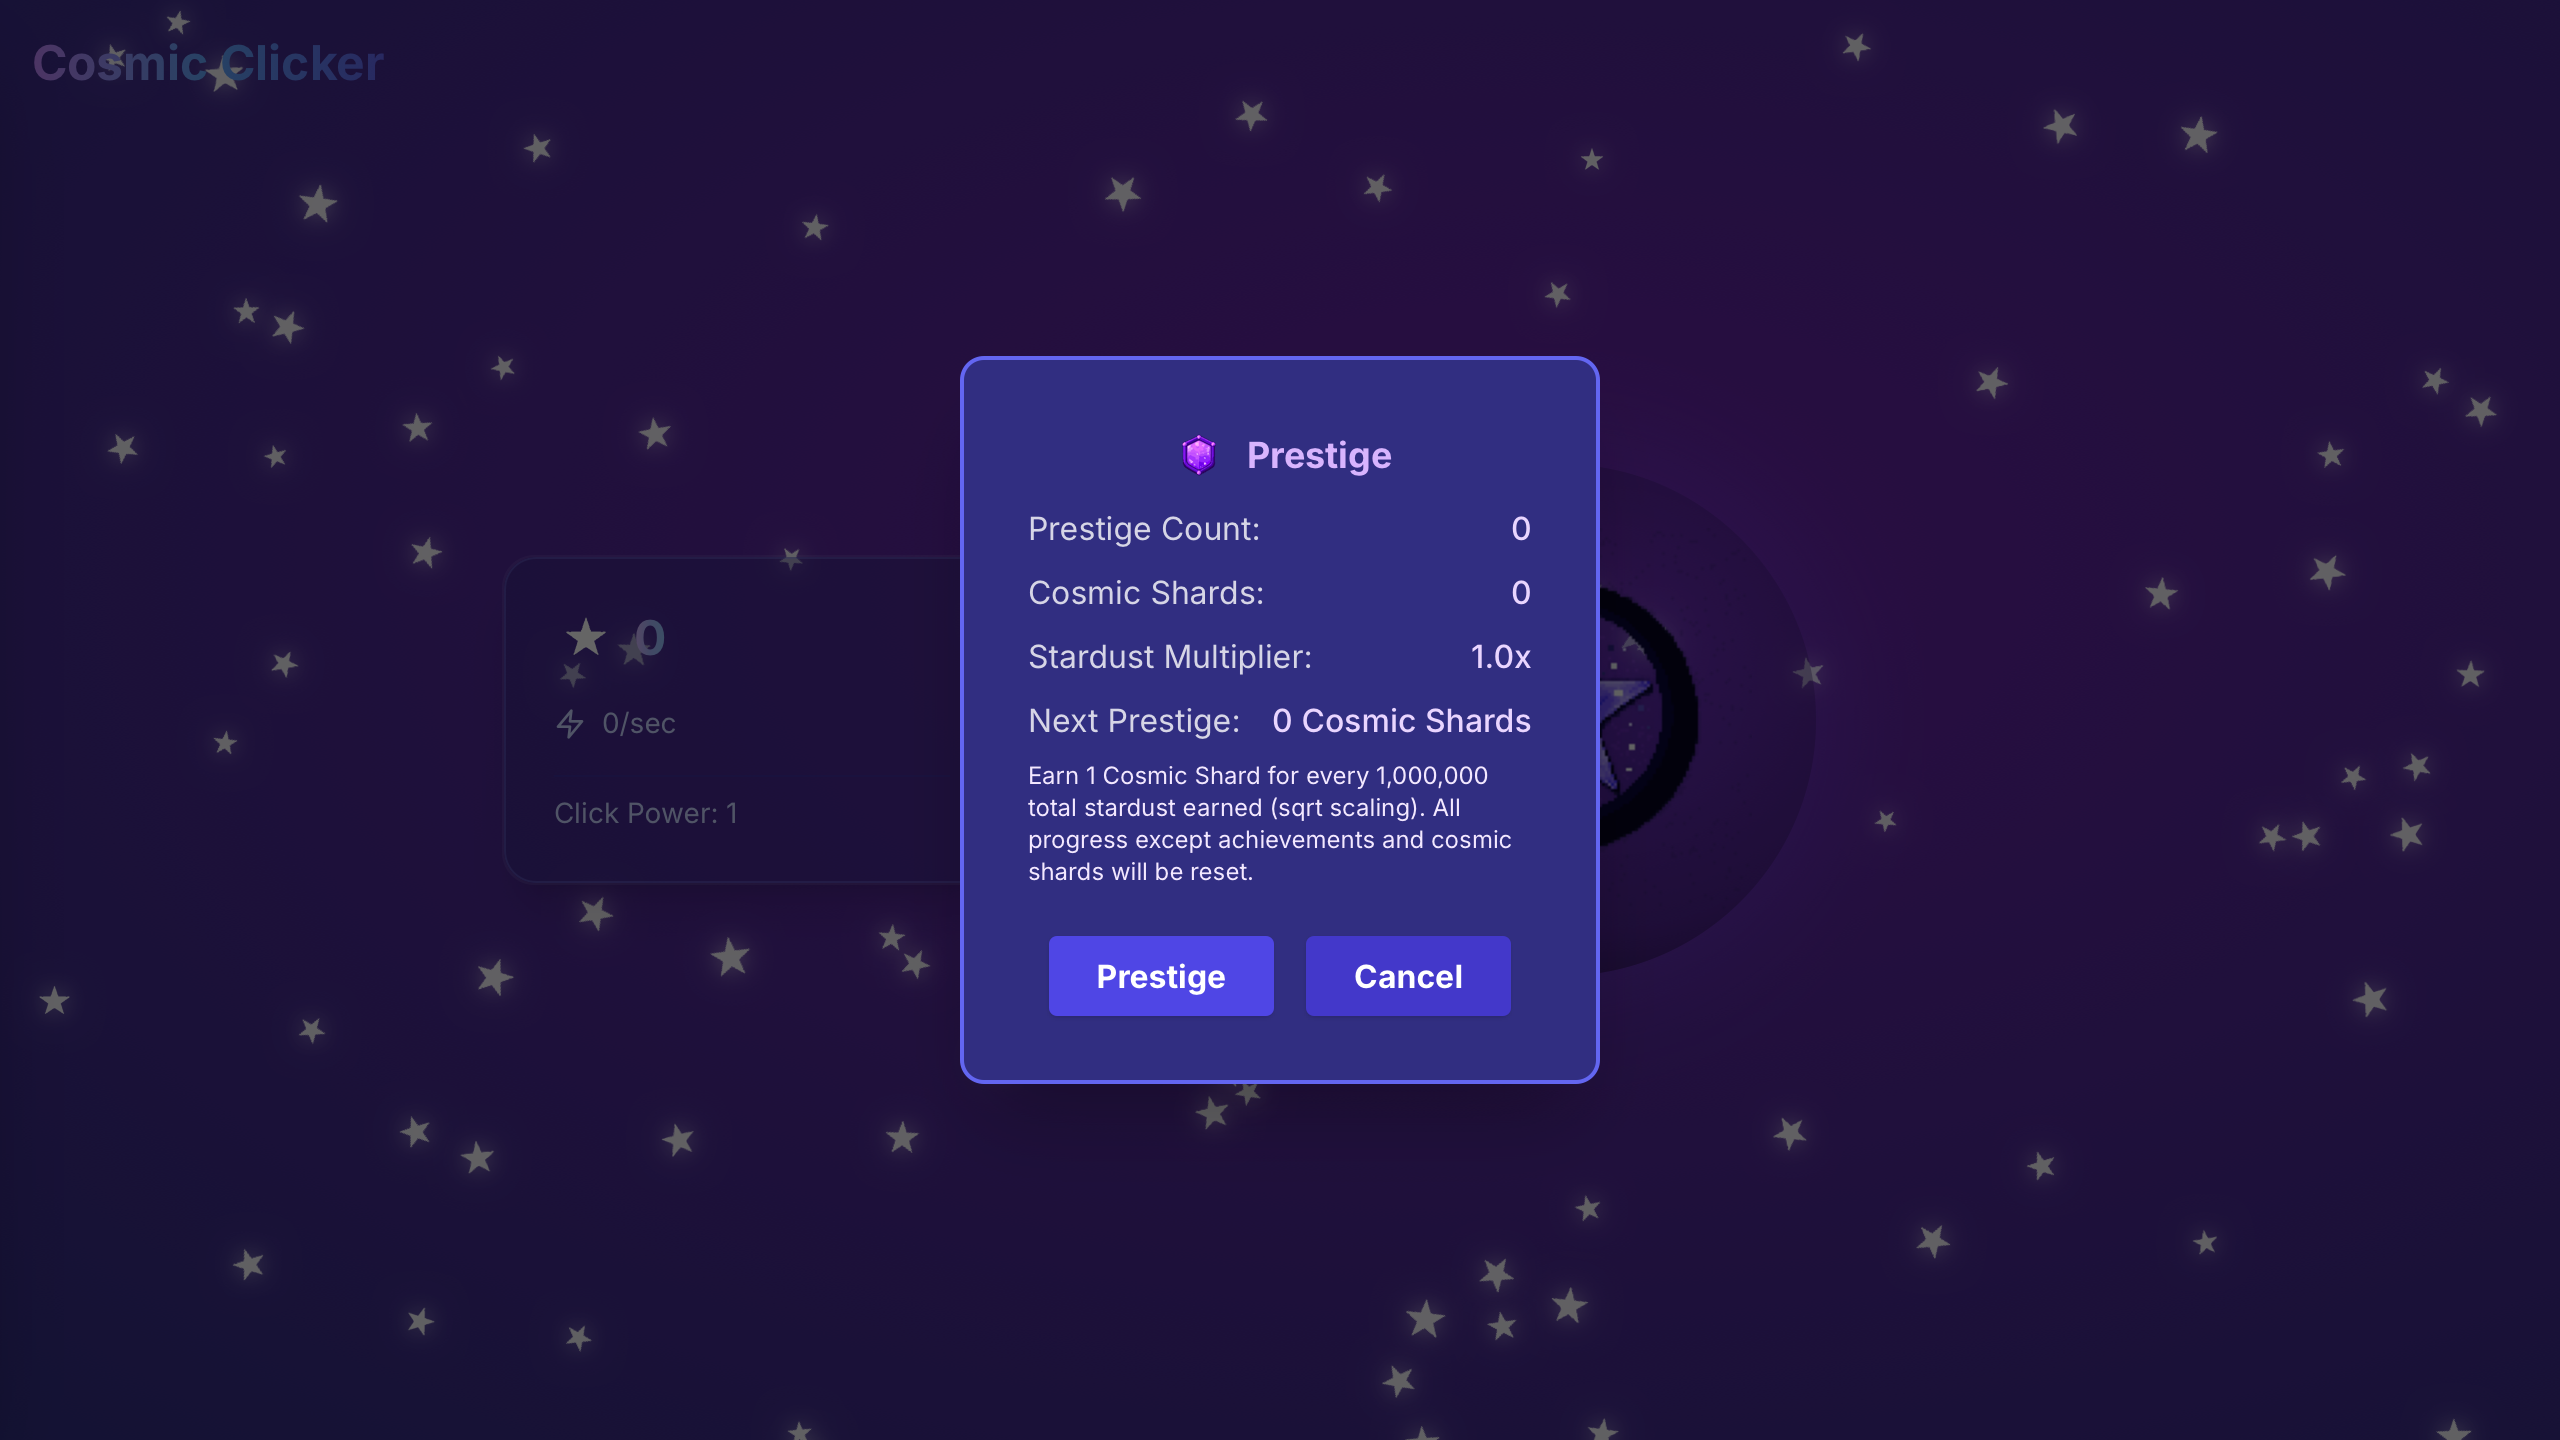 Cosmic Clicker
0
0/sec
Click Power: 1
Prestige
Prestige Count: 0
Cosmic Shards: 0
Stardust Multiplier: 1.0x
Next Prestige: 0 Cosmic Shards
Earn 1 Cosmic Shard for every 1,000,000
total stardust earned (sqrt scaling). All
progress except achievements and cosmic
shards will be reset.
Prestige Cancel